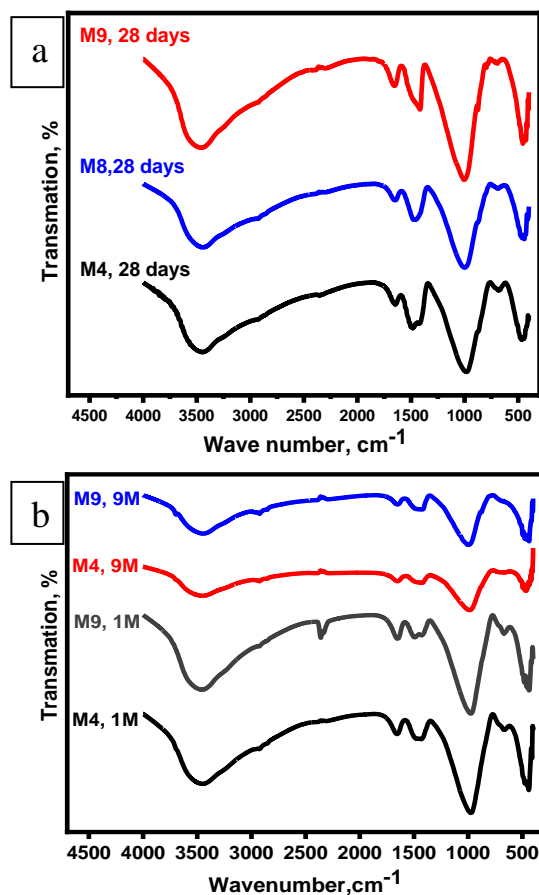 a
M9, 28 days
M8,28 days
M4, 28 days
Transmation, %
4500 4000 3500 3000 2500 2000 1500 1000 500
Wave number, cm-1
b
M9, 9M
M4, 9M
M9, 1M
M4, 1M
Transmation, %
4500 4000 3500 3000 2500 2000 1500 1000 500
Wavenumber,cm-1